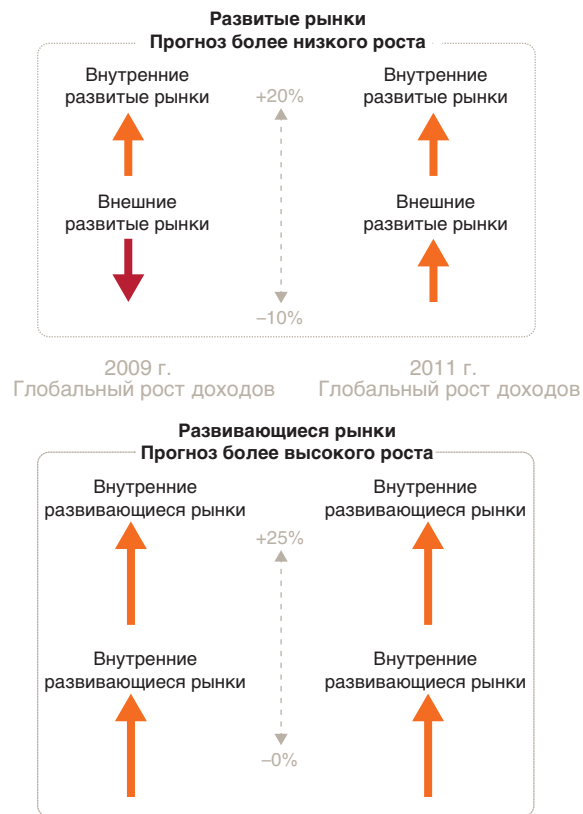 Развитые рынки
Прогноз более низкого роста
Внутренние
развитые рынки
+20%
Внутренние
развитые рынки
Внешние
развитые рынки
Внешние
развитые рынки
–10%
2009 г.
Глобальный рост доходов
2011 г.
Глобальный рост доходов
Развивающиеся рынки
Прогноз более высокого роста
Внутренние
развивающиеся рынки
+25%
Внутренние
развивающиеся рынки
Внутренние
развивающиеся рынки
Внутренние
развивающиеся рынки
–0%